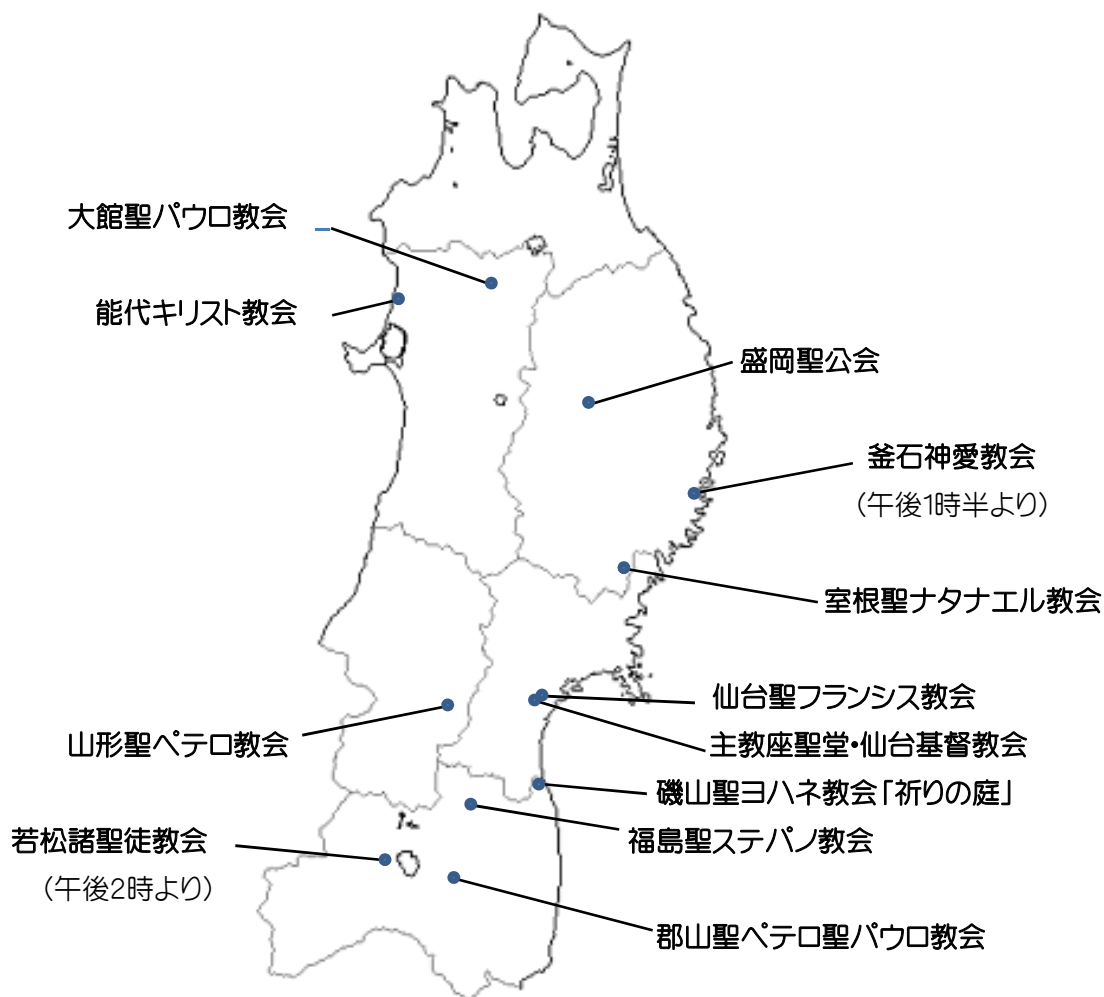 大館聖パウロ教会
能代キリスト教会
盛岡聖公会
釜石神愛教会
（午後1時半より）
室根聖ナタナエル教会
仙台聖フランシス教会
主教座聖堂・仙台基督教会
山形聖ペテロ教会
磯山聖ヨハネ教会「祈りの庭」
福島聖ステパノ教会
若松諸聖徒教会
（午後2時より）
郡山聖ペテロ聖パウロ教会